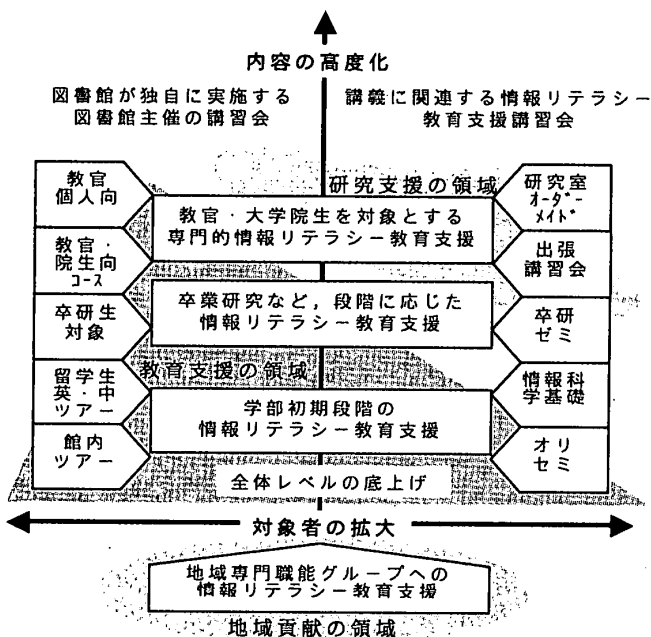 内容の高度化
図書館が独自に実施する
図書館主催の講習会
講義に関連する情報リテラシー
教育支援講習会
研究支援の領域
教官
個人向
教官・
院生向
コース
卒研生
対象
留学生
英・中
ツアー
館内
ツアー
教官・大学院生を対象とする
専門的情報リテラシー教育支援
卒業研究など，段階に応じた
情報リテラシー教育支援
教育支援の領域
学部初期段階の
情報リテラシー教育支援
全体レベルの底上げ
研究室
ｵｰﾀﾞｰ
ﾒｲﾄﾞ
出張
講習会
卒研
ゼミ
情報科
学基礎
オリ
セミ
対象者の拡大
地域専門職能グループへの
情報リテラシー教育支援
地域貢献の領域